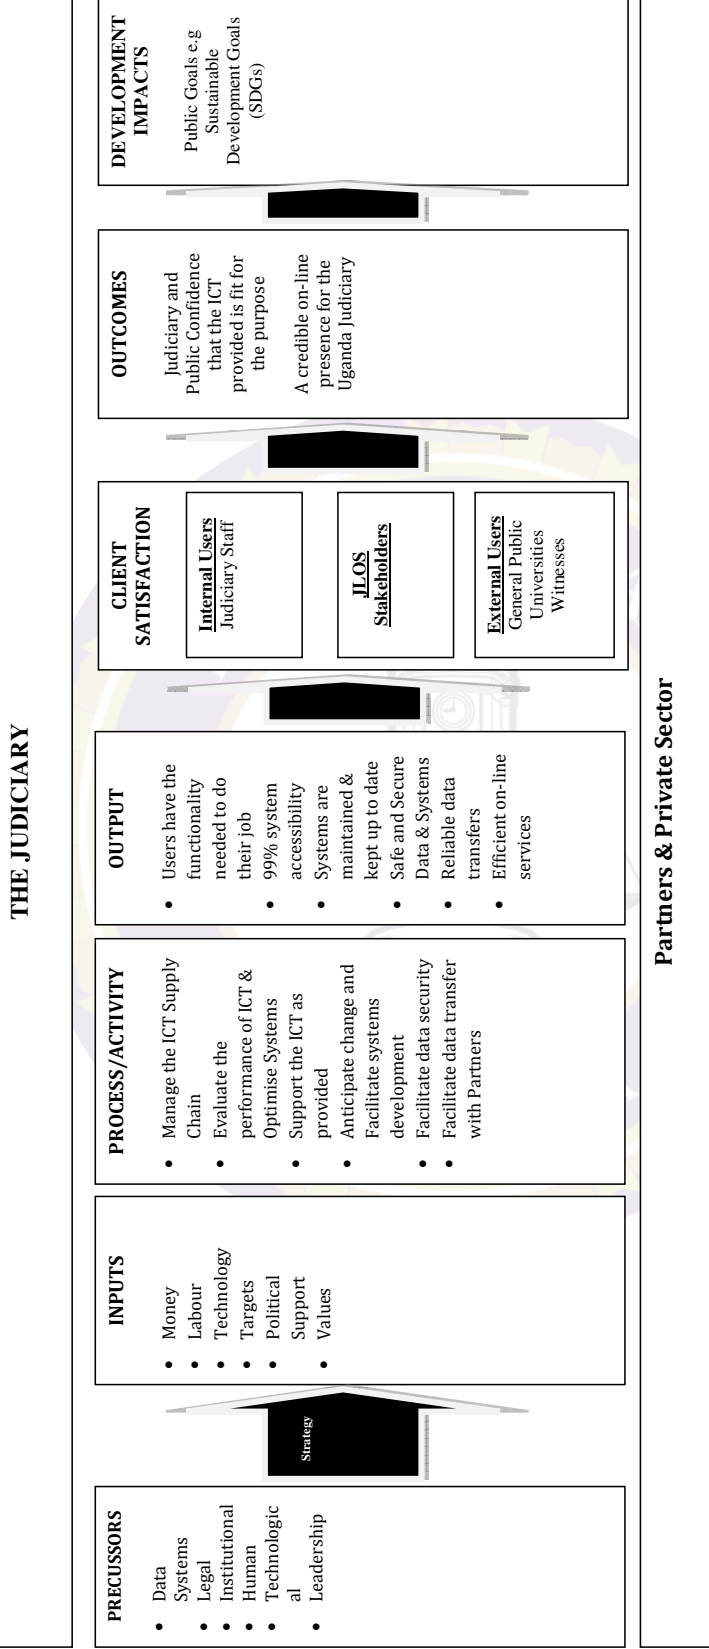 THE JUDICIARY
PRECUSSORS
• Data
Systems
• Legal
• Institutional
• Human
• Technologic
al
• Leadership
Strategy
INPUTS
• Money
• Labour
• Technology
• Targets
• Political
Support
• Values
PROCESS/ACTIVITY
• Manage the ICT Supply
Chain
• Evaluate the
performance of ICT &
Optimise Systems
• Support the ICT as
provided
• Anticipate change and
Facilitate systems
development
• Facilitate data security
• Facilitate data transfer
with Partners
OUTPUT
• Users have the
functionality
needed to do
their job
• 99% system
accessibility
• Systems are
maintained &
kept up to date
• Safe and Secure
Data & Systems
• Reliable data
transfers
• Efficient on-line
services
CLIENT
SATISFACTION
Internal Users
Judiciary Staff
JLOS
Stakeholders
External Users
General Public
Universities
Witnesses
OUTCOMES
Judiciary and
Public Confidence
that the ICT
provided is fit for
the purpose
A credible on-line
presence for the
Uganda Judiciary
DEVELOPMENT
IMPACTS
Public Goals e.g
Sustainable
Development Goals
(SDGs)
Partners & Private Sector